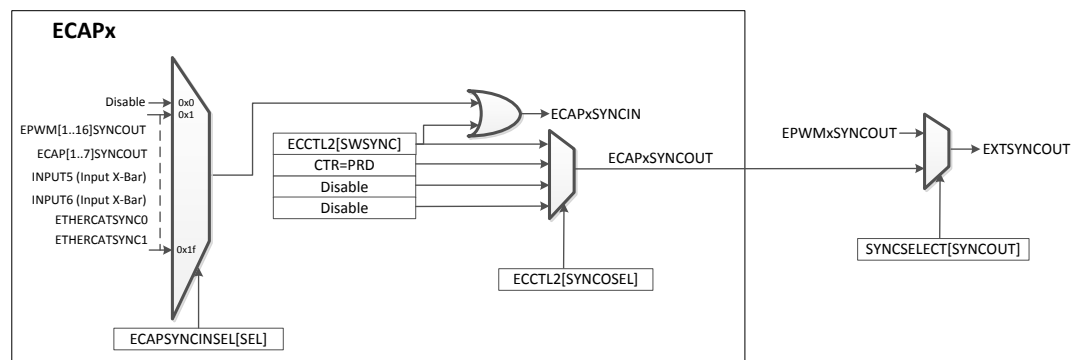 ECAPx
Disable
0x0
0x1
EPWM[1..16]SYNCOUT
ECAP[1..7]SYNCOUT
INPUT5 (Input X-Bar)
INPUT6 (Input X-Bar)
ETHERCATSYNC0
ETHERCATSYNC1
0x1f
ECAPSYNCINSEL[SEL]
ECAPxSYNCIN
ECCTL2[SWSYNC]
CTR=PRD
Disable
Disable
ECAPxSYNCOUT
ECCTL2[SYNCOSEL]
EPWMxSYNCOUT
EXTSYNCOUT
SYNCSELECT[SYNCOUT]